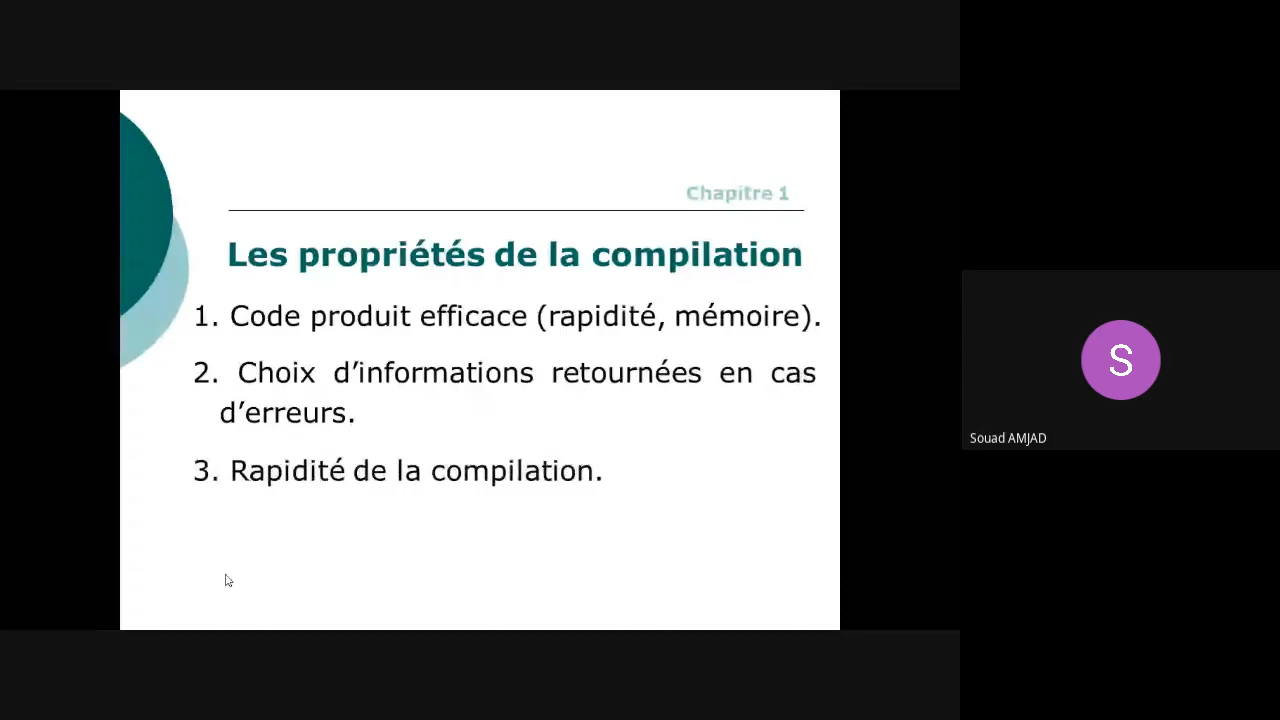 Chapitre 1
Les propriétés de la compilation
1. Code produit efficace (rapidité, mémoire).
2. Choix d’informations retournées en cas
d’erreurs.
3. Rapidité de la compilation.
S
Souad AMJAD